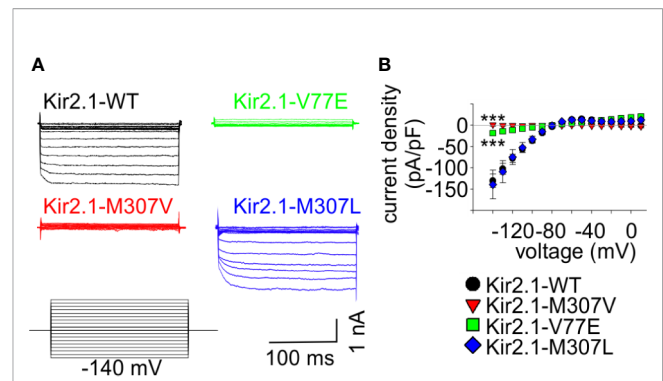 A
B
Kir2.1-WT
Kir2.1-V77E
Kir2.1-M307V
Kir2.1-M307L
-140 mV
100 ms
1 nA
current density
(pA/pF)
0
-50
-100
-150
***
***
-120 -80 -40 0
voltage (mV)
Kir2.1-WT
Kir2.1-M307V
Kir2.1-V77E
Kir2.1-M307L